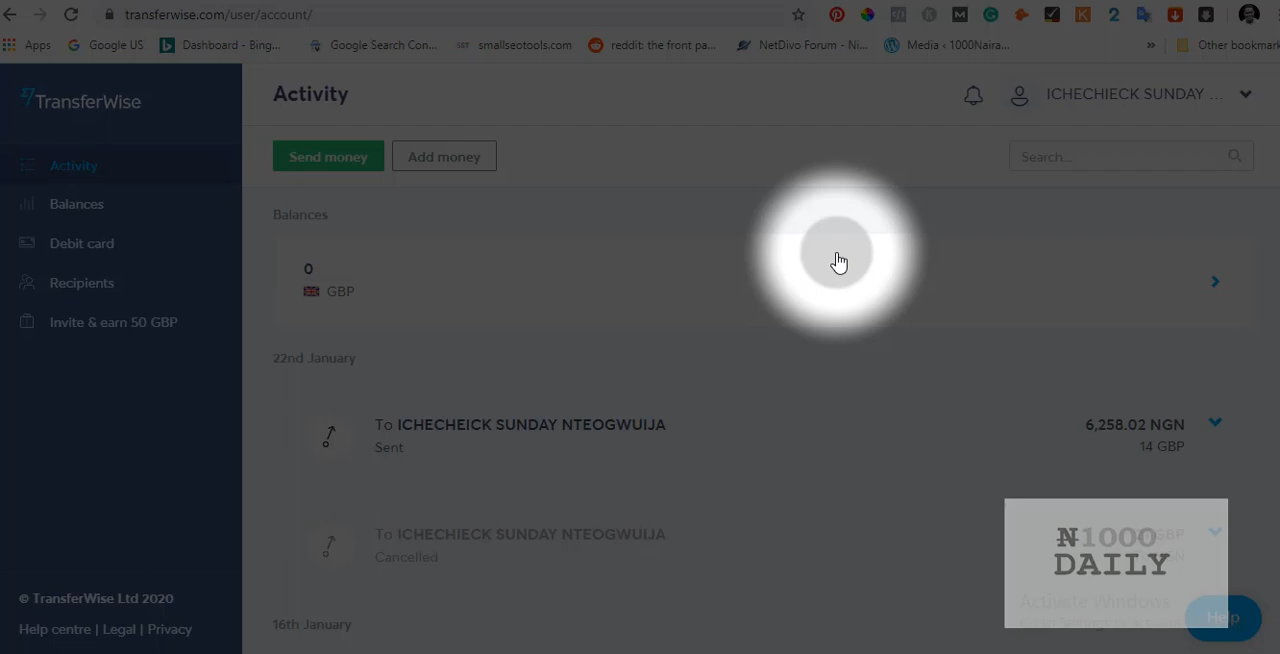 transferwise.com/user/account/
Apps
Google US
Dashboard - Bing...
Google Search Con...
SST
smallseotools.com
reddit: the front pa...
NetDivo Forum - Ni...
Media ‹ 1000Naira...
»
Other bookmark
TransferWise
Activity
ICHECHIECK SUNDAY ...
Send money
Add money
Search...
Activity
Balances
Debit card
Recipients
Invite & earn 50 GBP
Balances
0
GBP
22nd January
To ICHECHEICK SUNDAY NTEOGWUIJA
6,258.02 NGN
Sent
14 GBP
To ICHECHIECK SUNDAY NTEOGWUIJA
GBP
Cancelled
₦1000
DAILY
Activate Windows
Help
16th January
© TransferWise Ltd 2020
Help centre | Legal | Privacy